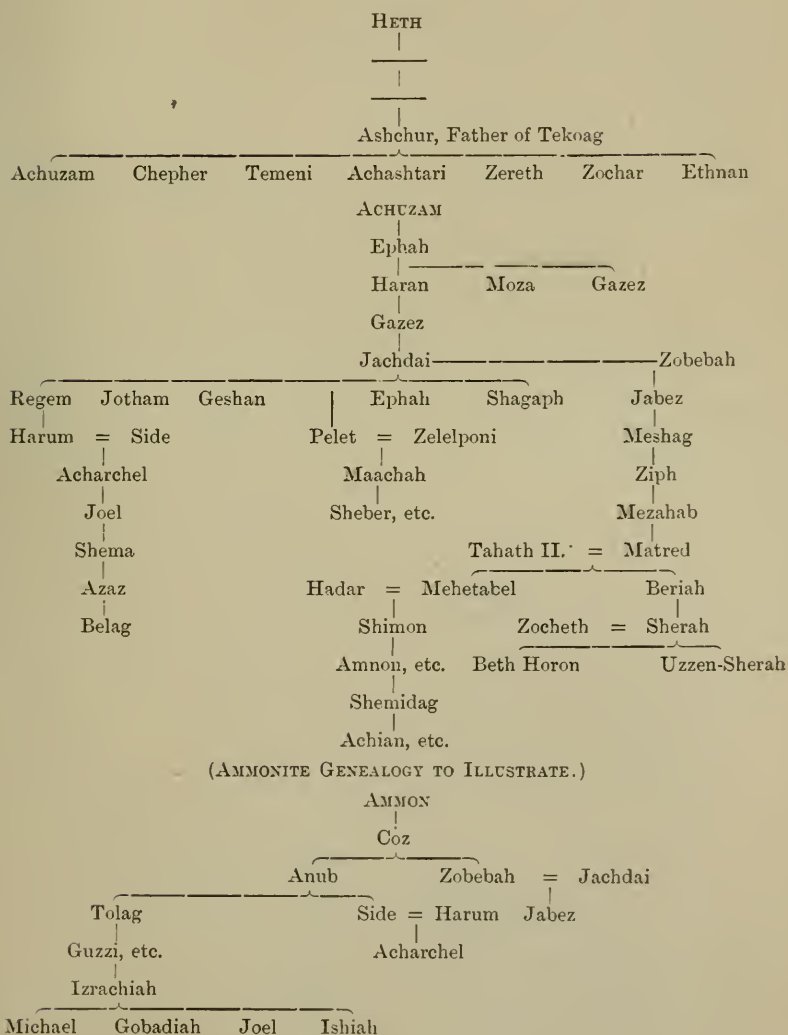 HETH
Ashchur, Father of Tekoag
Achuzam Chepher Temeni Achashtari Zereth Zochar Ethnan
ACHUZAM
Ephah
Haran Moza Gazez
Gazez
Jachdai Zobebah
Regem Jotham Geshan Ephah Shagaph Jabez
Harum = Side Pelet = Zelelponi Meshag
Acharchel Maachah Ziph
Joel Sheber, etc. Mezahab
Shema Tahath II. = Matred
Azaz Hadar = Mehetabel Beriah
Belag Shimon Zocheth = Sherah
Amnon, etc. Beth Horon Uzzen-Sherah
Shemidag
Achian, etc.
(AMMONITE GENEALOGY TO ILLUSTRATE.)
AMMON
Coz
Anub Zobebah = Jachdai
Tolag Side = Harum Jabez
Guzzi, etc. Acharchel
Izrachiah
Michael Gobadiah Joel Ishiah